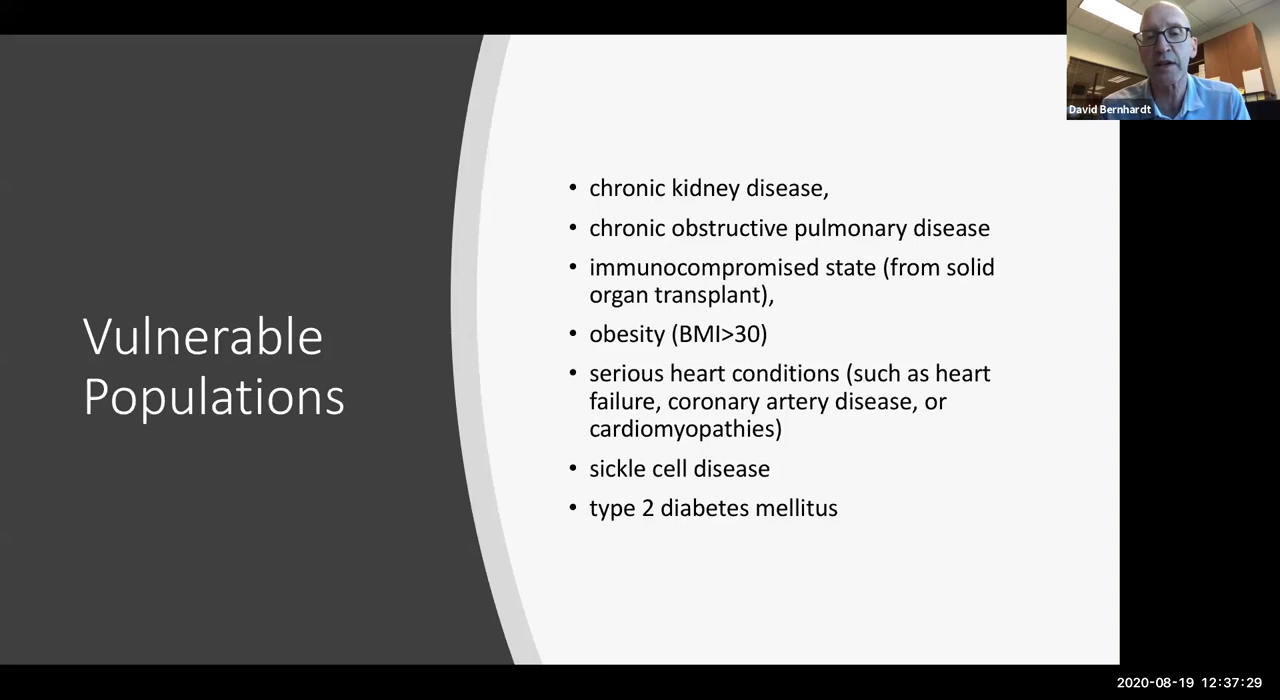 David Bernhardt
Vulnerable
Populations
• chronic kidney disease,
• chronic obstructive pulmonary disease
• immunocompromised state (from solid
organ transplant),
• obesity (BMI>30)
• serious heart conditions (such as heart
failure, coronary artery disease, or
cardiomyopathies)
• sickle cell disease
• type 2 diabetes mellitus
2020-08-19 12:37:29